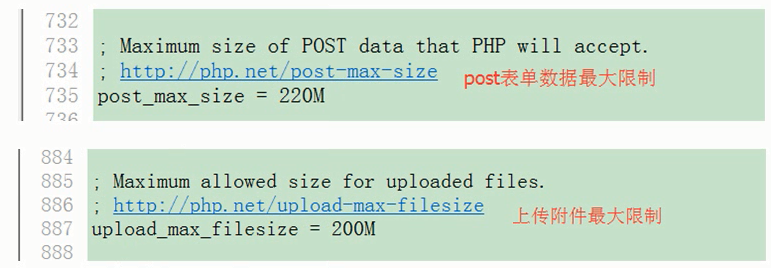 732
733 ; Maximum size of POST data that PHP will accept.
734 ; http://php.net/post-max-size post表单数据最大限制
735 post_max_size = 220M
736
884
885 ; Maximum allowed size for uploaded files.
886 ; http://php.net/upload-max-filesize 上传附件最大限制
887 upload_max_filesize = 200M
888